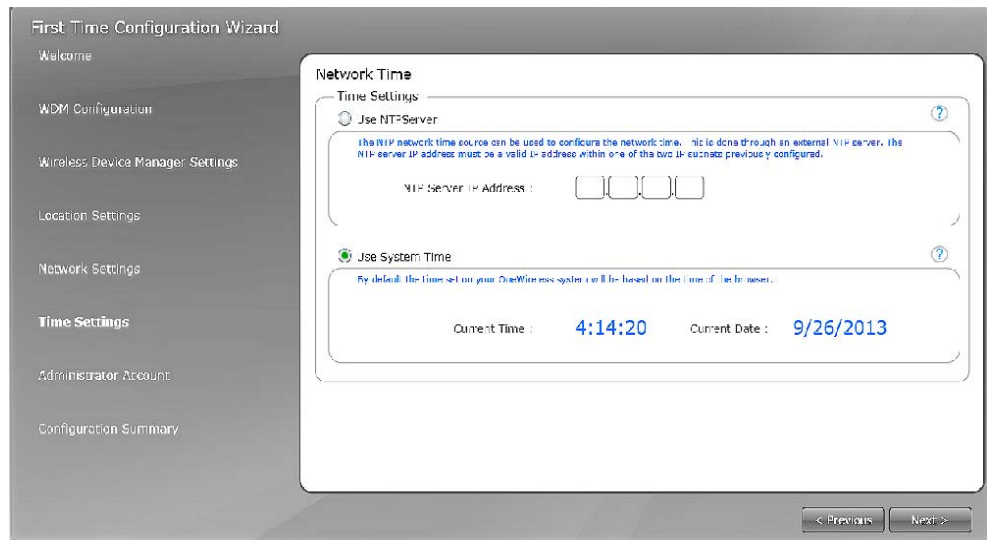 First Time Configuration Wizard
Welcome
WDM Configuration
Wireless Device Manager Settings
Location Settings
Network Settings
Time Settings
Administrator Account
Configuration Summary
Network Time
Time Settings
Use NTPServer
?
The NTP network time source can be used to configure the network time. This is done through an external NTP server. The
NTP server IP address must be a valid IP address within one of the two IP subnets previously configured.
NTP Server IP Address :
. . .
Use System Time
?
By default the time set on your OneWireless system will be based on the time of the browser.
Current Time : 4:14:20 Current Date : 9/26/2013
< Previous Next >